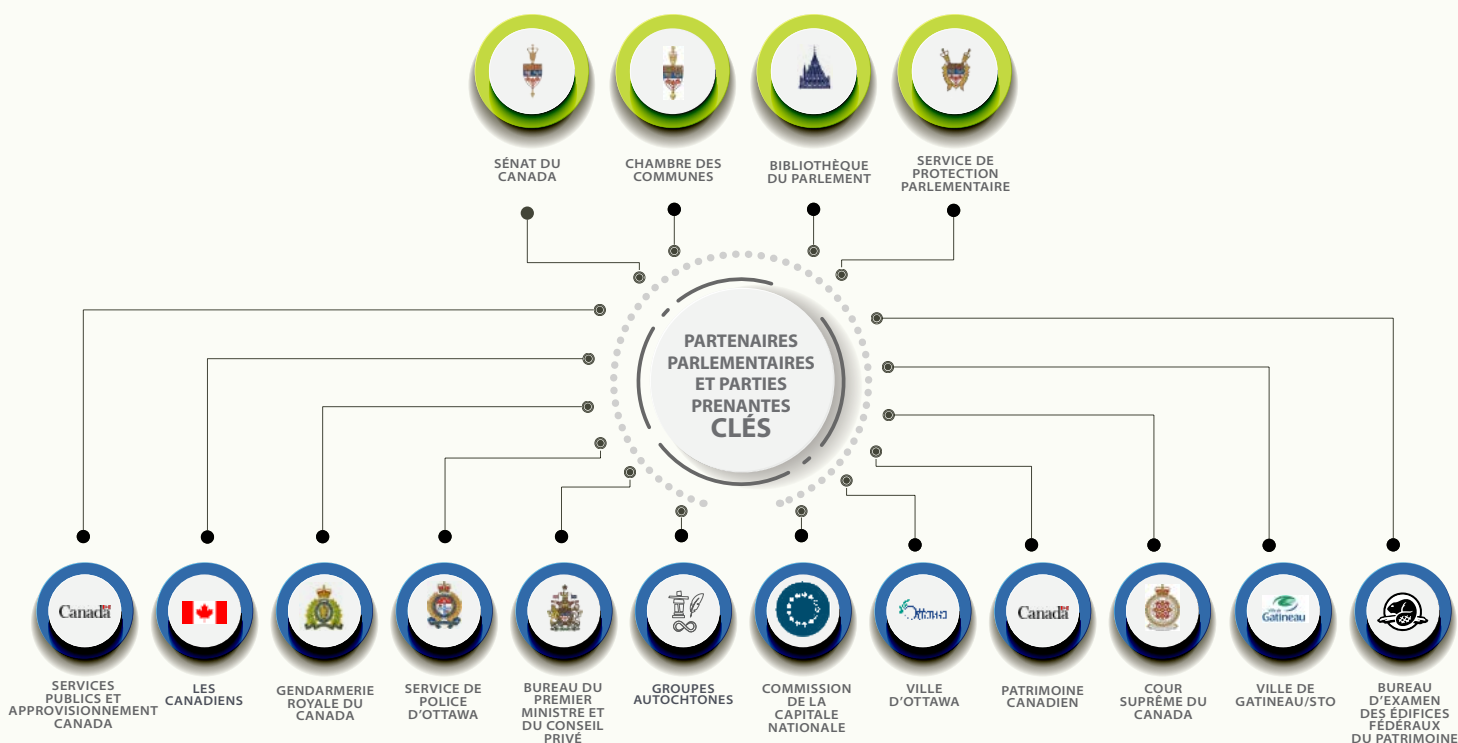 SÉNAT DU
CANADA
CHAMBRE DES
COMMUNES
BIBLIOTHÈQUE
DU PARLEMENT
SERVICE DE
PROTECTION
PARLEMENTAIRE
PARTENAIRES
PARLEMENTAIRES
ET PARTIES
PRENANTES
CLÉS
Canada
SERVICES
PUBLICS ET
APPROVISIONNEMENT
CANADA
LES
CANADIENS
GENDARMERIE
ROYALE DU
CANADA
SERVICE DE
POLICE
D'OTTAWA
BUREAU DU
PREMIER
MINISTRE ET
DU CONSEIL
PRIVÉ
GROUPES
AUTOCHTONES
COMMISSION
DE LA
CAPITALE
NATIONALE
Ottawa
VILLE
D'OTTAWA
Canada
PATRIMOINE
CANADIEN
COUR
SUPRÊME DU
CANADA
Gatineau
VILLE DE
GATINEAU/STO
BUREAU
D'EXAMEN
DES ÉDIFICES
FÉDÉRAUX
DU PATRIMOINE